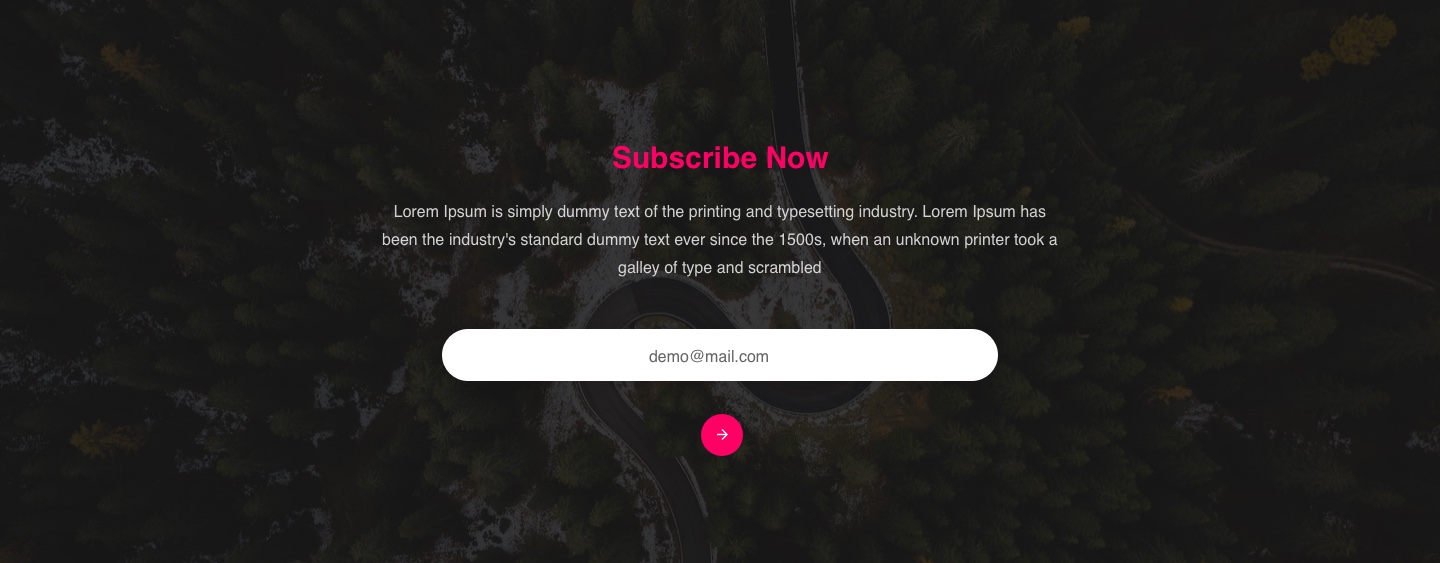 Subscribe Now
Lorem Ipsum is simply dummy text of the printing and typesetting industry. Lorem Ipsum has
been the industry's standard dummy text ever since the 1500s, when an unknown printer took a
galley of type and scrambled
demo@mail.com